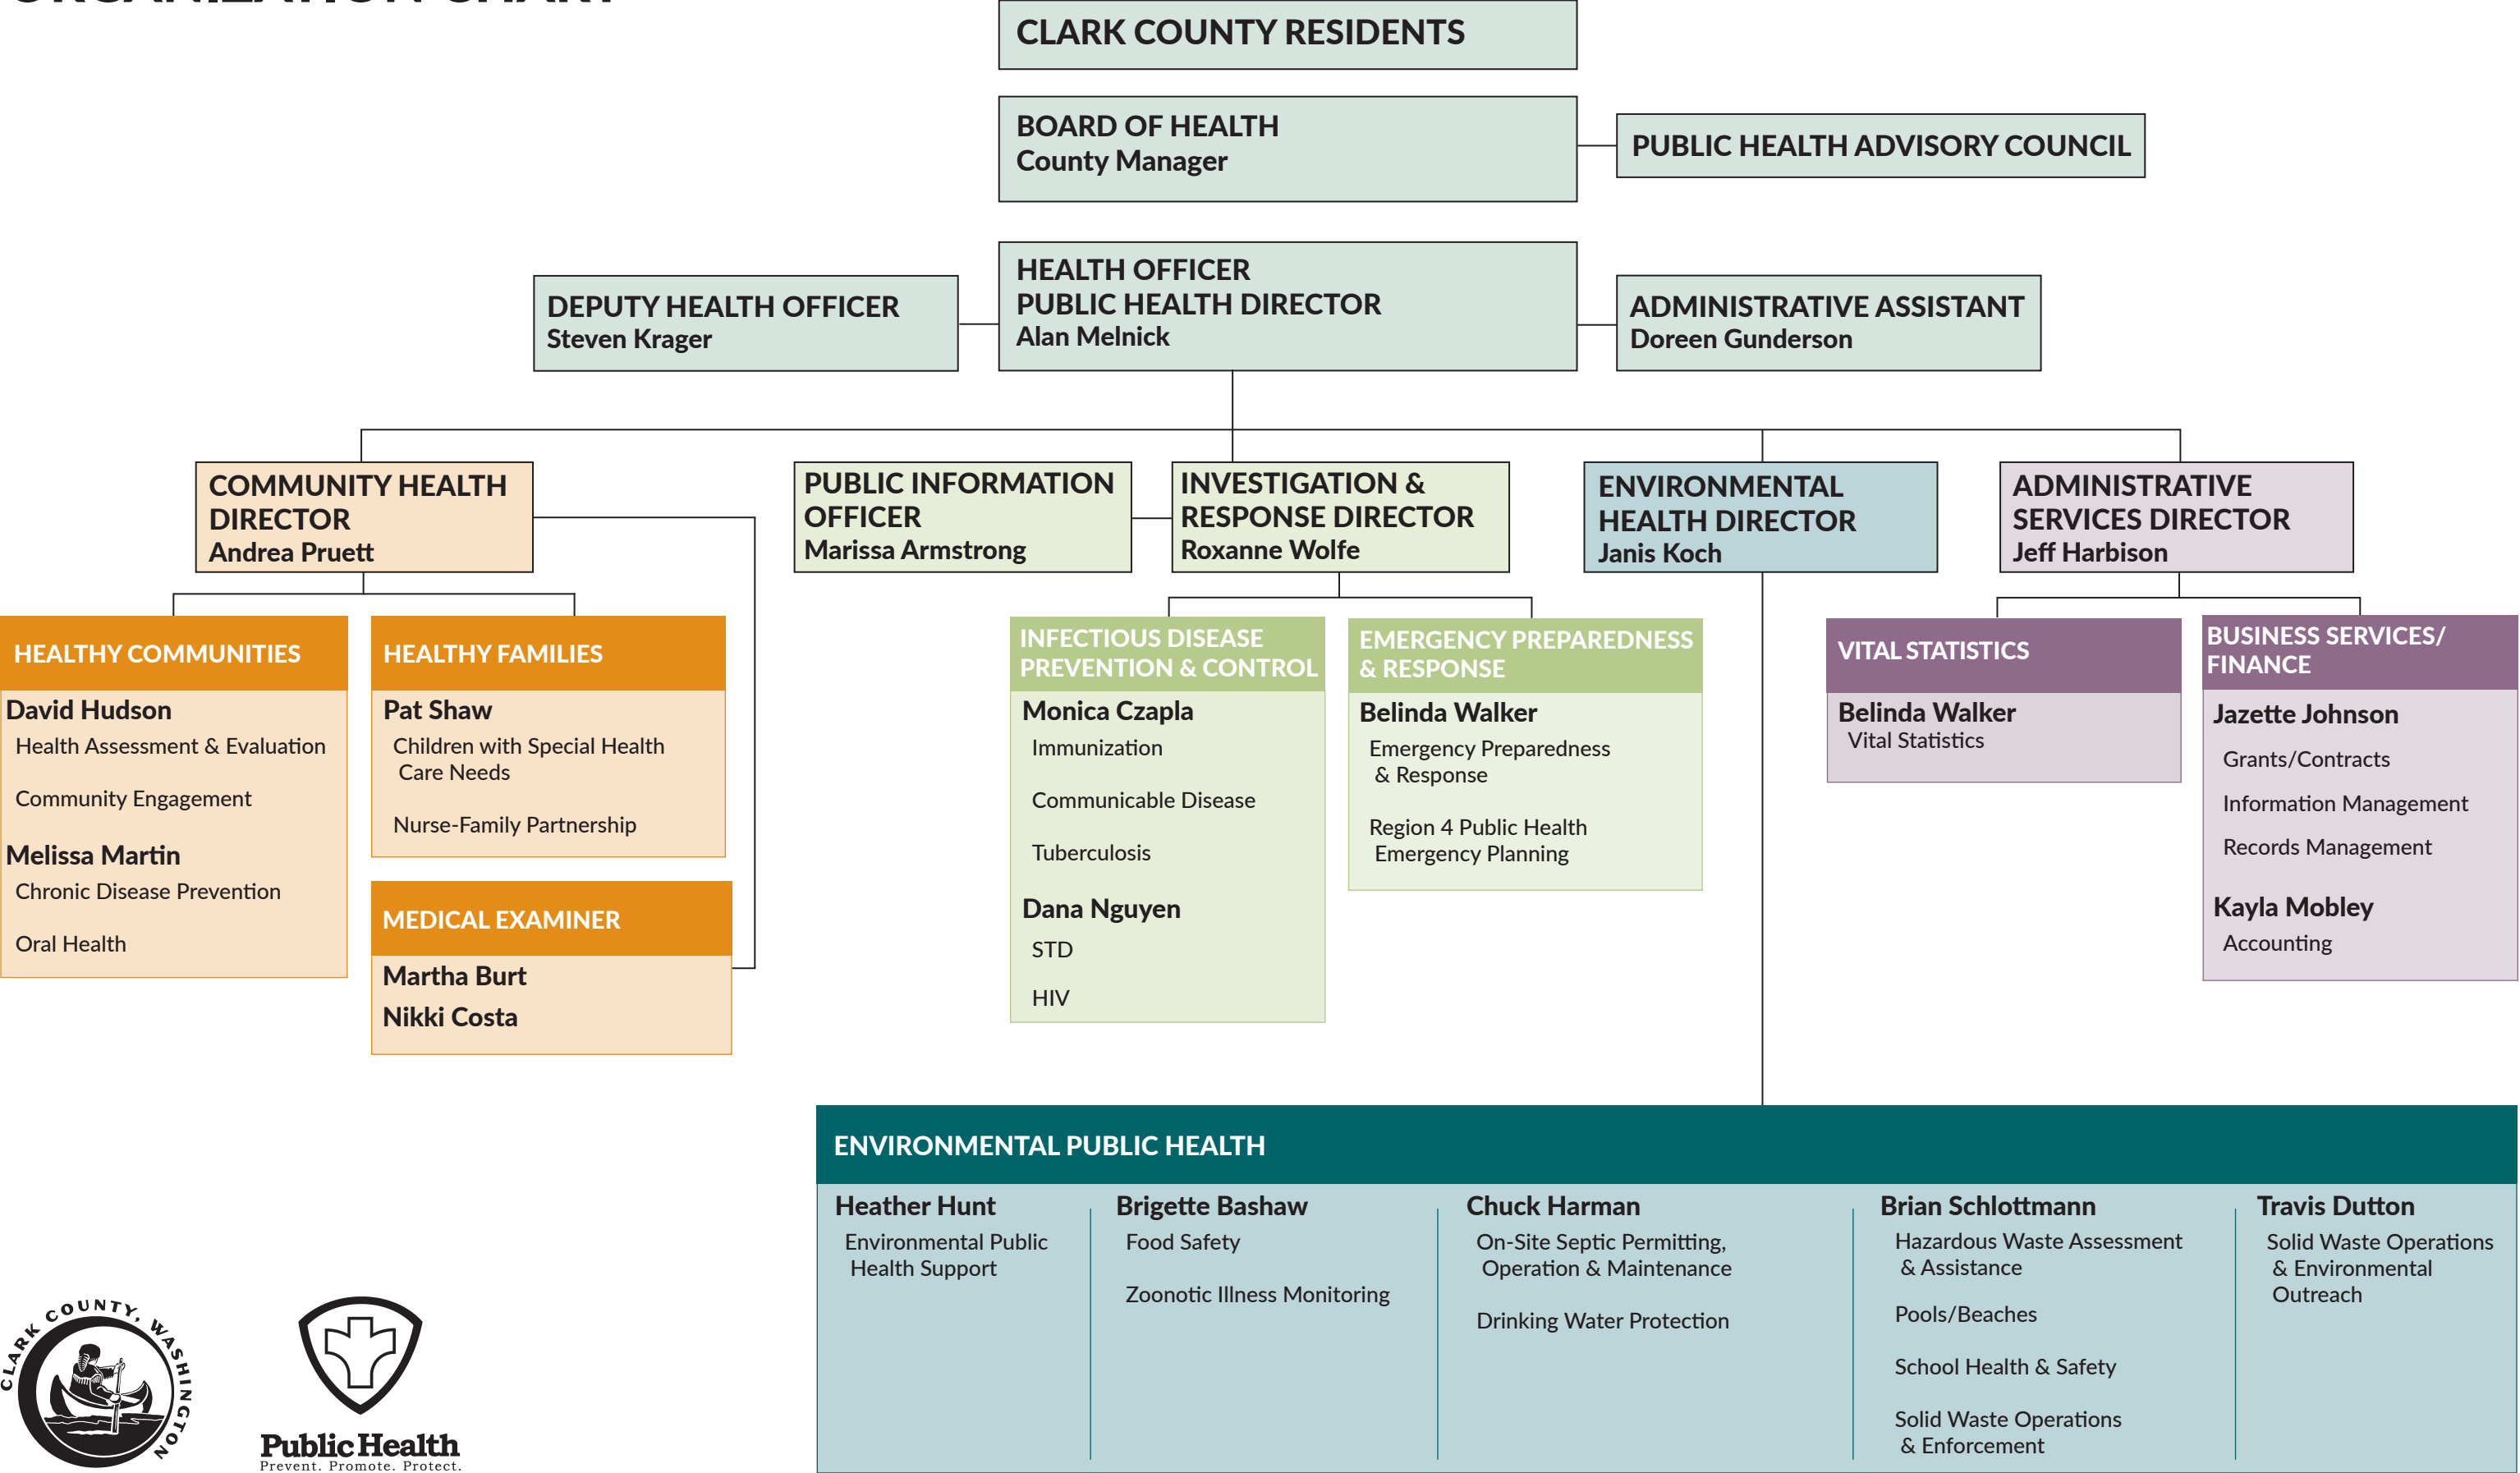 ORGANIZATION CHART
CLARK COUNTY RESIDENTS
BOARD OF HEALTH
County Manager
PUBLIC HEALTH ADVISORY COUNCIL
DEPUTY HEALTH OFFICER
Steven Krager
HEALTH OFFICER
PUBLIC HEALTH DIRECTOR
Alan Melnick
ADMINISTRATIVE ASSISTANT
Doreen Gunderson
COMMUNITY HEALTH
DIRECTOR
Andrea Pruett
PUBLIC INFORMATION
OFFICER
Marissa Armstrong
INVESTIGATION &
RESPONSE DIRECTOR
Roxanne Wolfe
ENVIRONMENTAL
HEALTH DIRECTOR
Janis Koch
ADMINISTRATIVE
SERVICES DIRECTOR
Jeff Harbison
HEALTHY COMMUNITIES
David Hudson
Health Assessment & Evaluation
Community Engagement
Melissa Martin
Chronic Disease Prevention
Oral Health
HEALTHY FAMILIES
Pat Shaw
Children with Special Health
Care Needs
Nurse-Family Partnership
MEDICAL EXAMINER
Martha Burt
Nikki Costa
INFECTIOUS DISEASE
PREVENTION & CONTROL
Monica Czapla
Immunization
Communicable Disease
Tuberculosis
Dana Nguyen
STD
HIV
EMERGENCY PREPAREDNESS
& RESPONSE
Belinda Walker
Emergency Preparedness
& Response
Region 4 Public Health
Emergency Planning
VITAL STATISTICS
Belinda Walker
Vital Statistics
BUSINESS SERVICES/
FINANCE
Jazette Johnson
Grants/Contracts
Information Management
Records Management
Kayla Mobley
Accounting
ENVIRONMENTAL PUBLIC HEALTH
Heather Hunt
Environmental Public
Health Support
Brigette Bashaw
Food Safety
Zoonotic Illness Monitoring
Chuck Harman
On-Site Septic Permitting,
Operation & Maintenance
Drinking Water Protection
Brian Schlottmann
Hazardous Waste Assessment
& Assistance
Pools/Beaches
School Health & Safety
Solid Waste Operations
& Enforcement
Travis Dutton
Solid Waste Operations
& Environmental
Outreach
CLARK COUNTY, WASHINGTON
Public Health
Prevent. Promote. Protect.